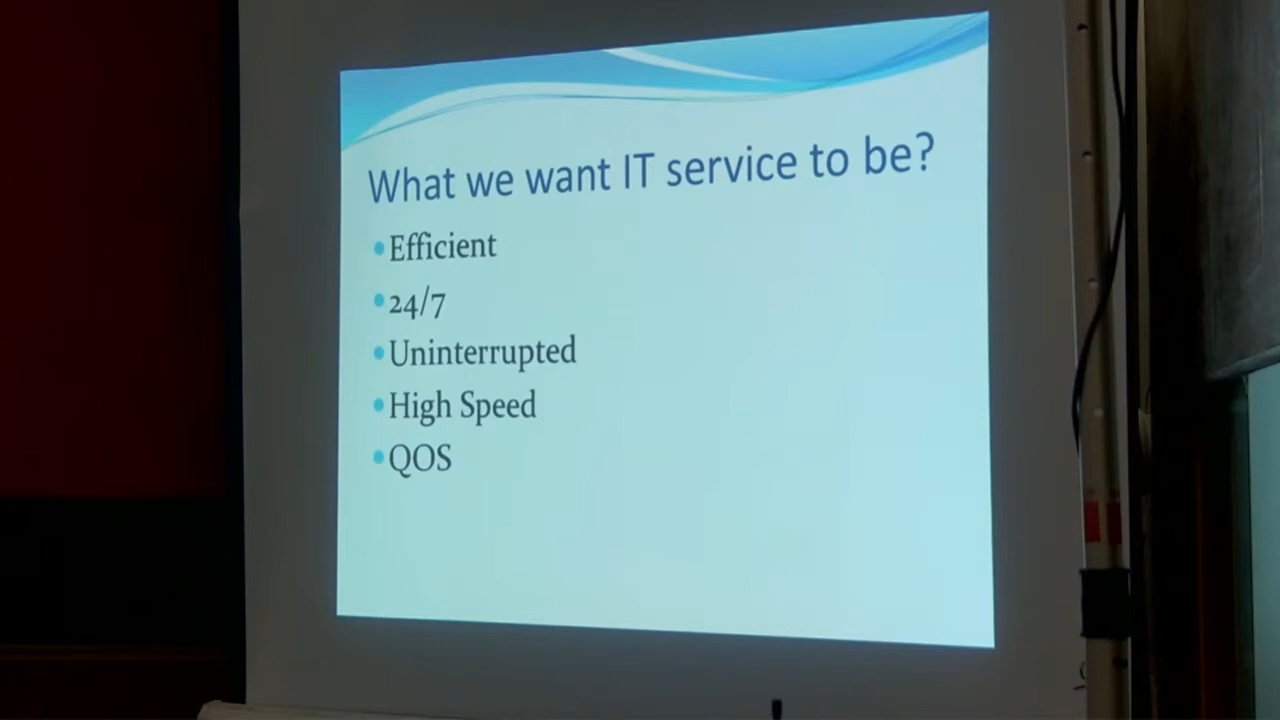 What we want IT service to be?
•Efficient
•24/7
•Uninterrupted
•High Speed
•QOS